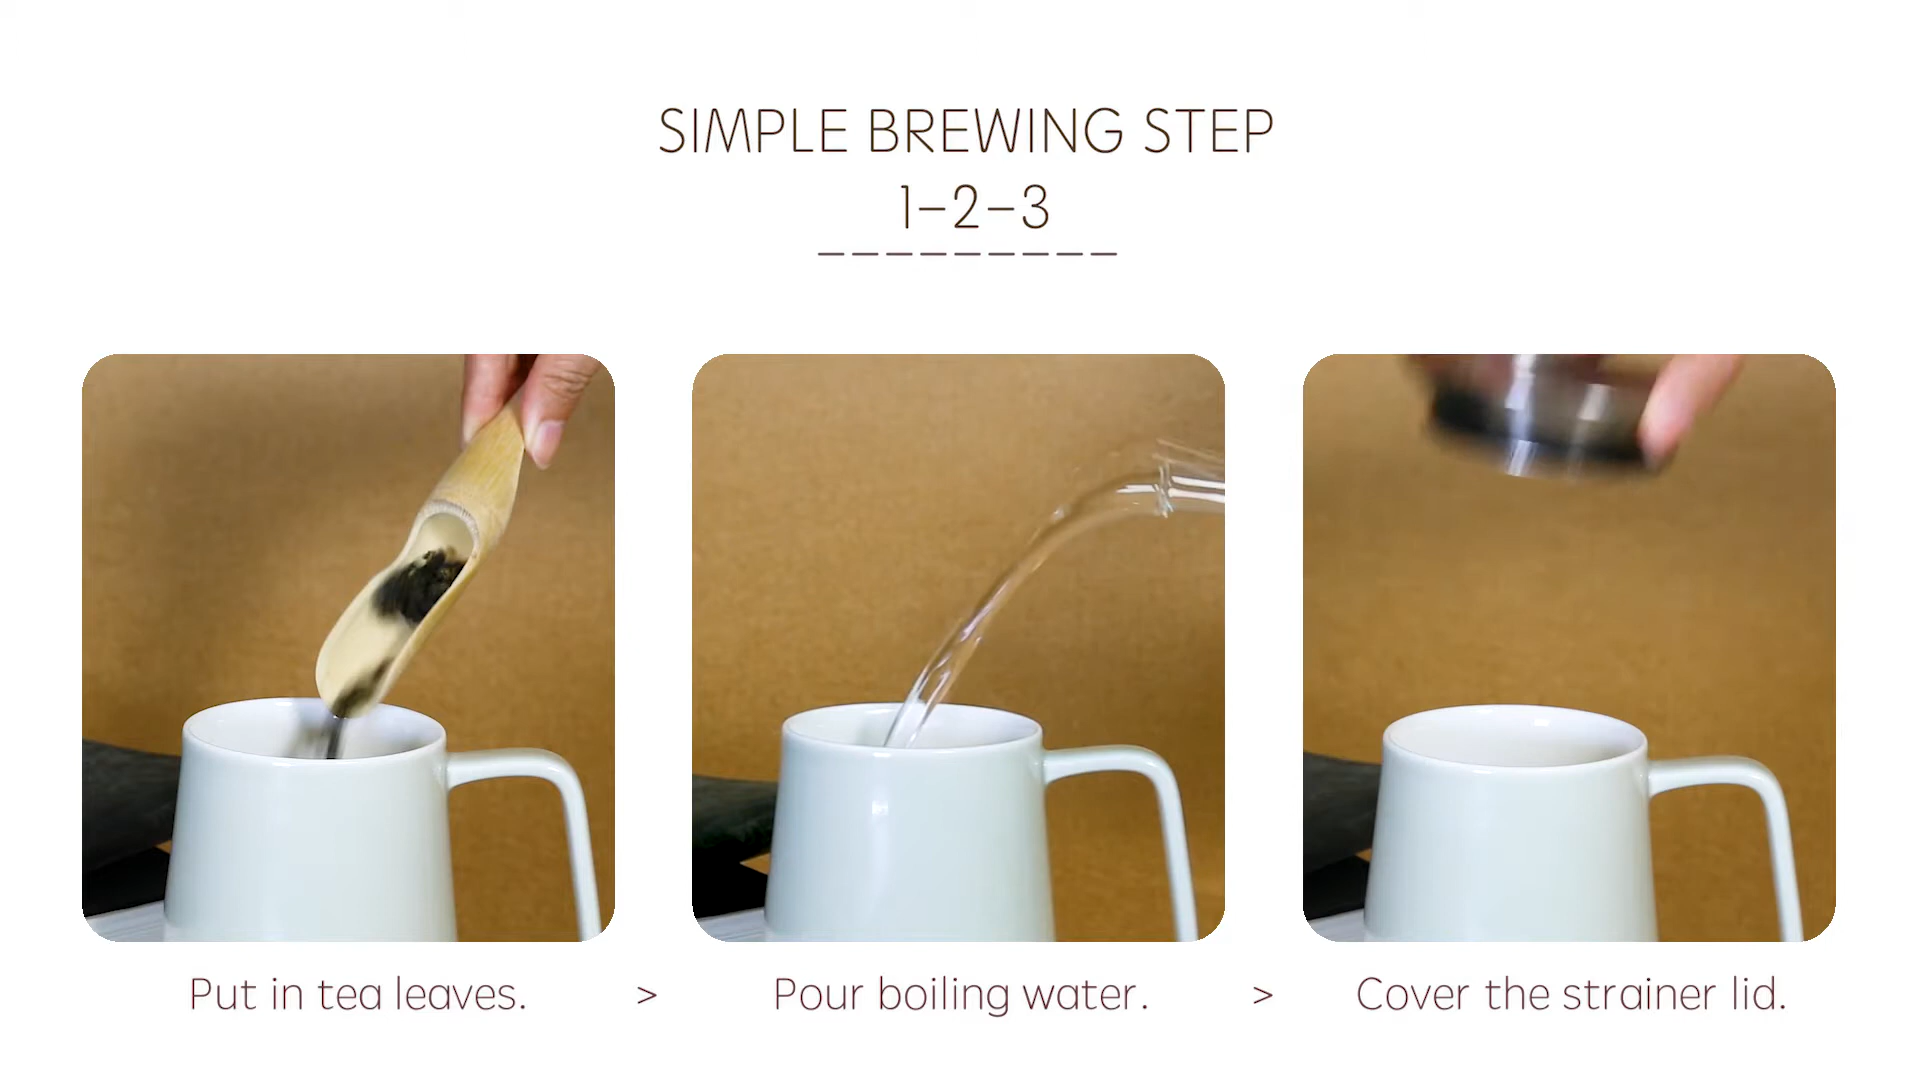 SIMPLE BREWING STEP
1–2–3
Put in tea leaves. > Pour boiling water. > Cover the strainer lid.